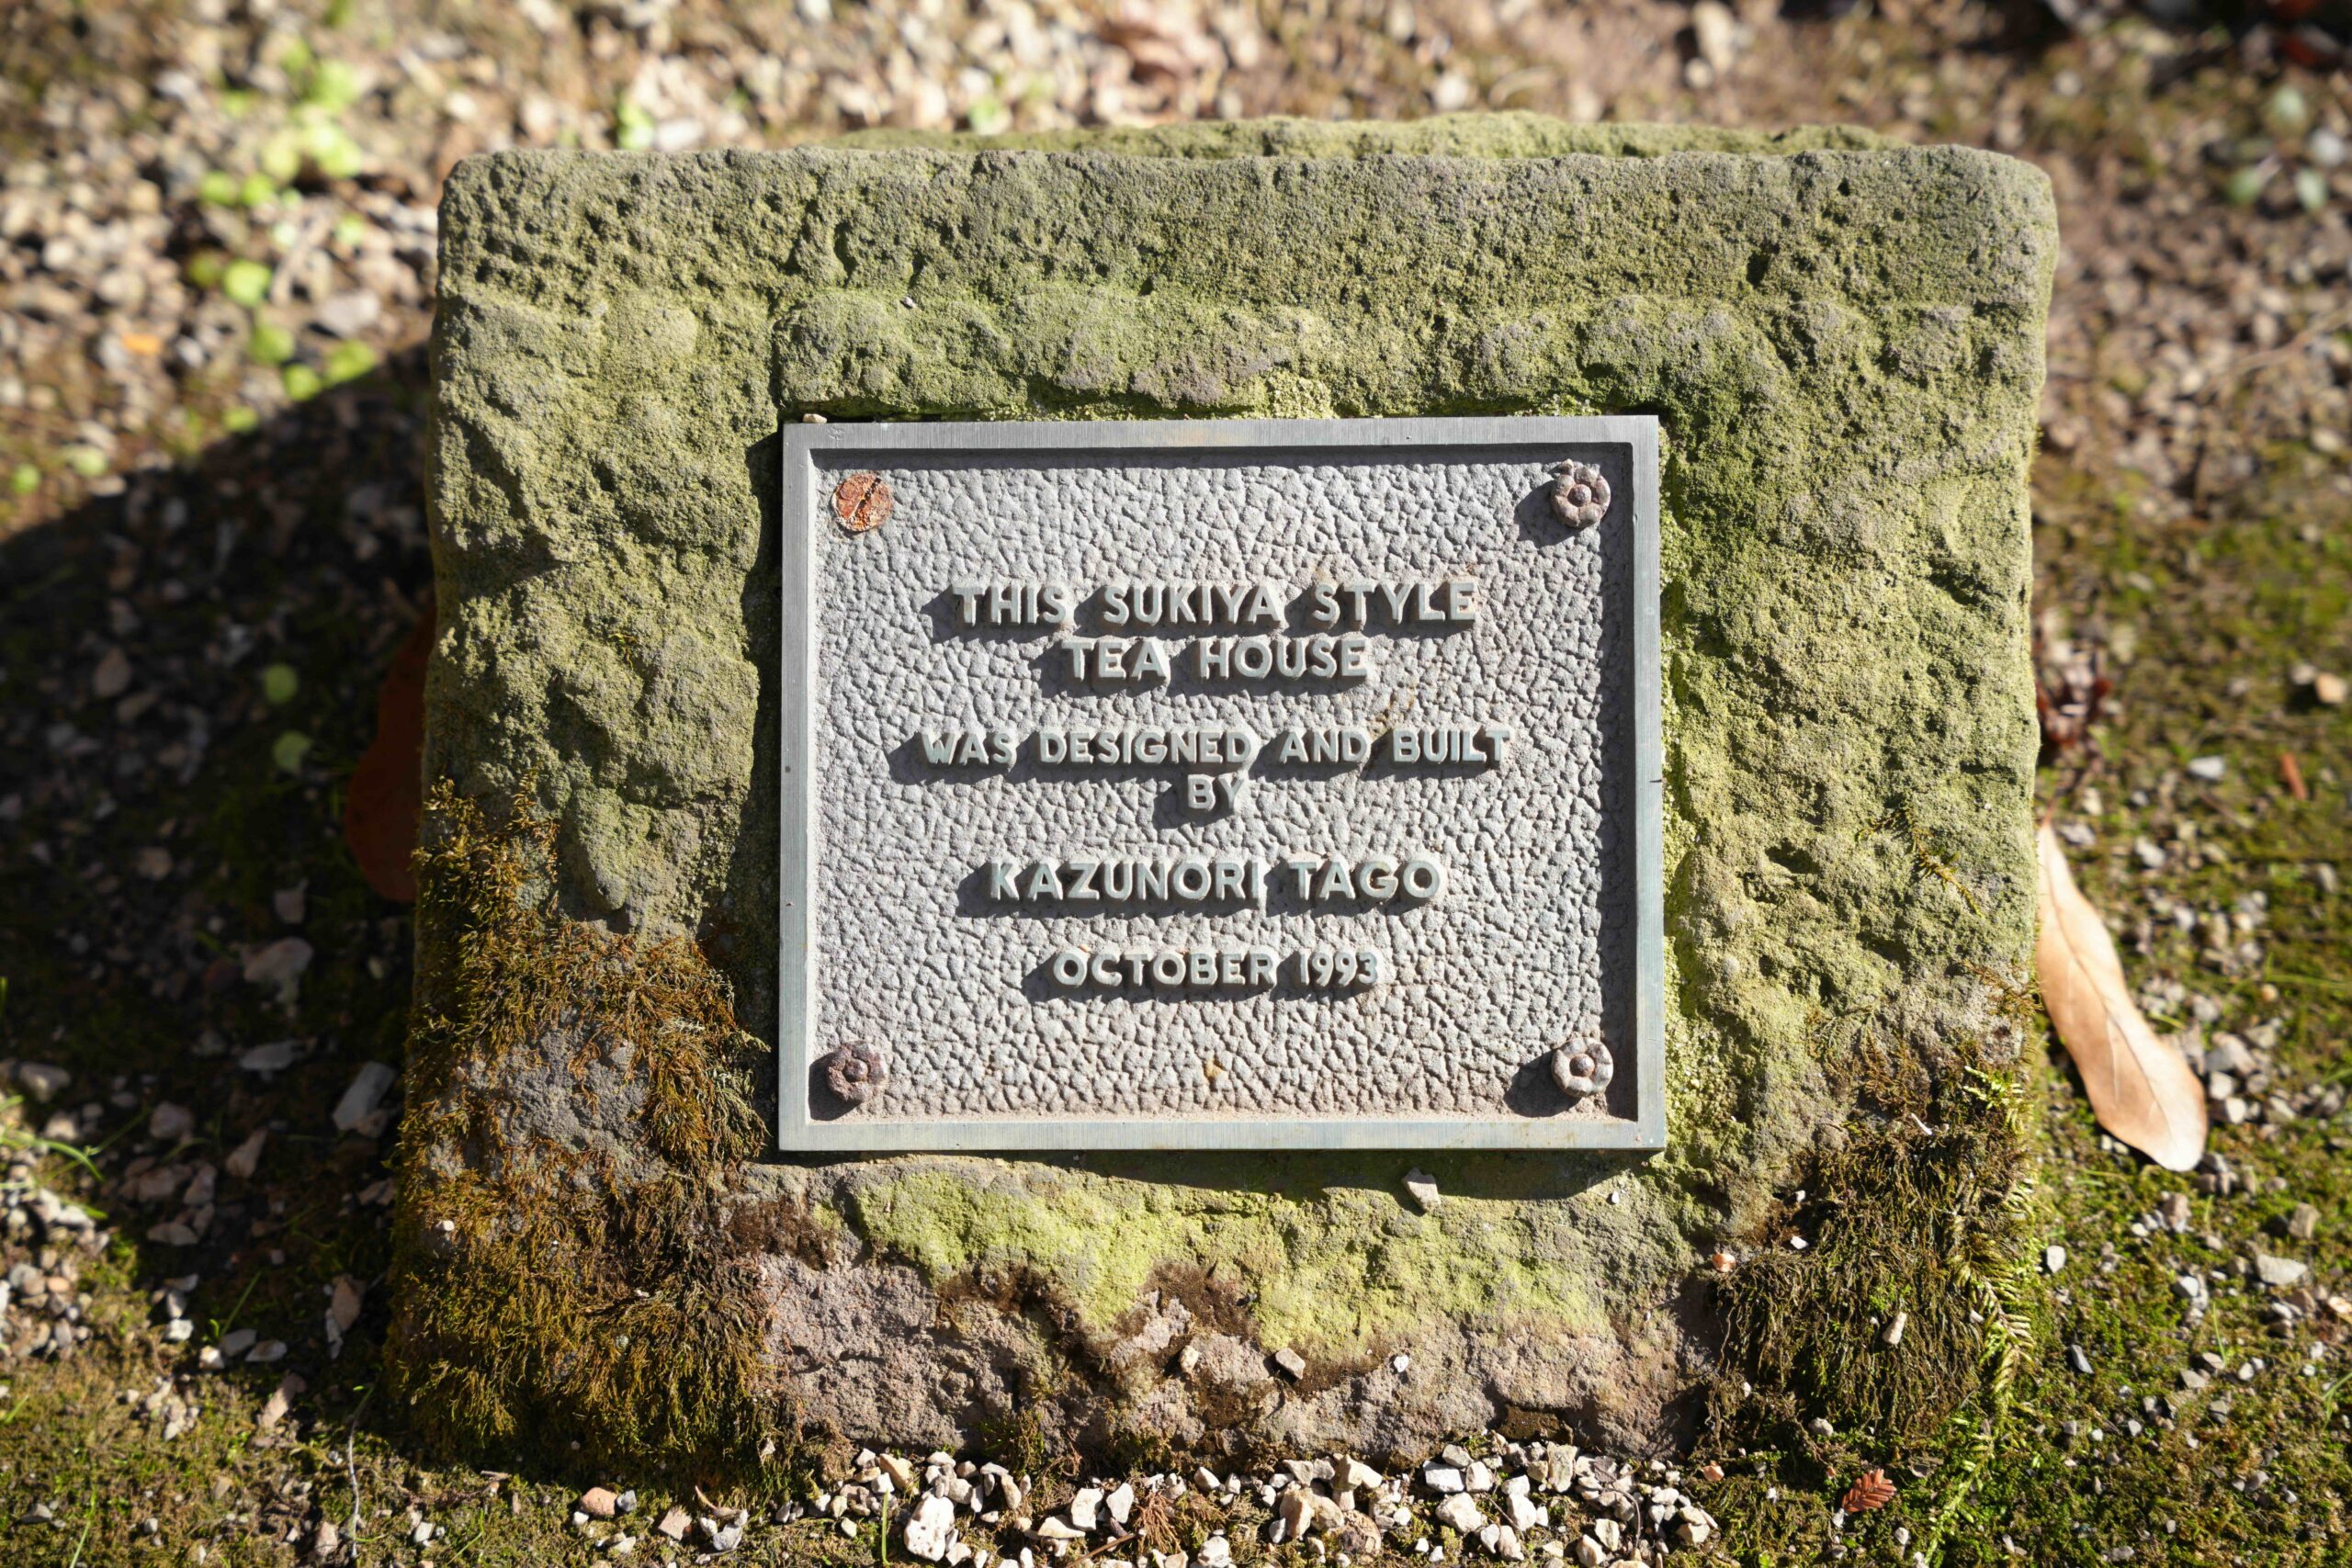 THIS SUKIYA STYLE
TEA HOUSE
WAS DESIGNED AND BUILT
BY
KAZUNORI TAGO
OCTOBER 1993